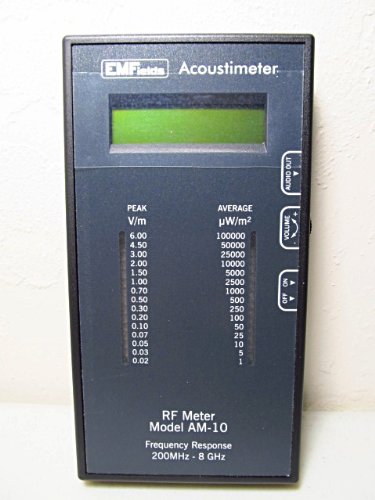 EMFields Acoustimeter
AUDIO OUT
VOLUME - +
OFF ON
PEAK AVERAGE
V/m µW/m²
6.00 100000
4.50 50000
3.00 25000
2.00 10000
1.50 5000
1.00 2500
0.70 1000
0.50 500
0.30 250
0.20 100
0.10 50
0.07 25
0.05 10
0.03 5
0.02 1
RF Meter
Model AM-10
Frequency Response
200MHz - 8 GHz